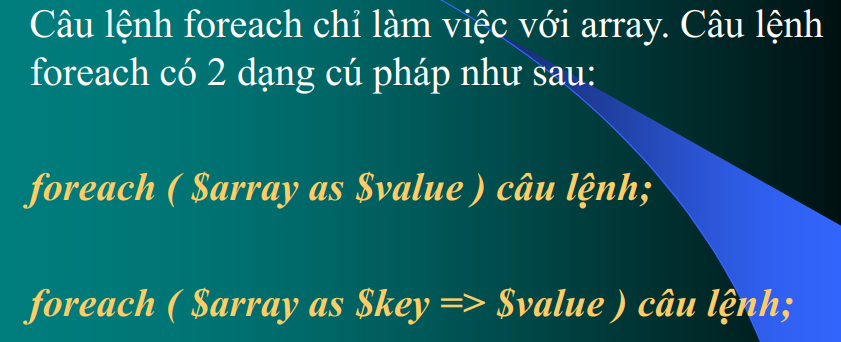 Câu lệnh foreach chỉ làm việc với array. Câu lệnh
foreach có 2 dạng cú pháp như sau:
foreach ( $array as $value ) câu lệnh;
foreach ( $array as $key => $value ) câu lệnh;